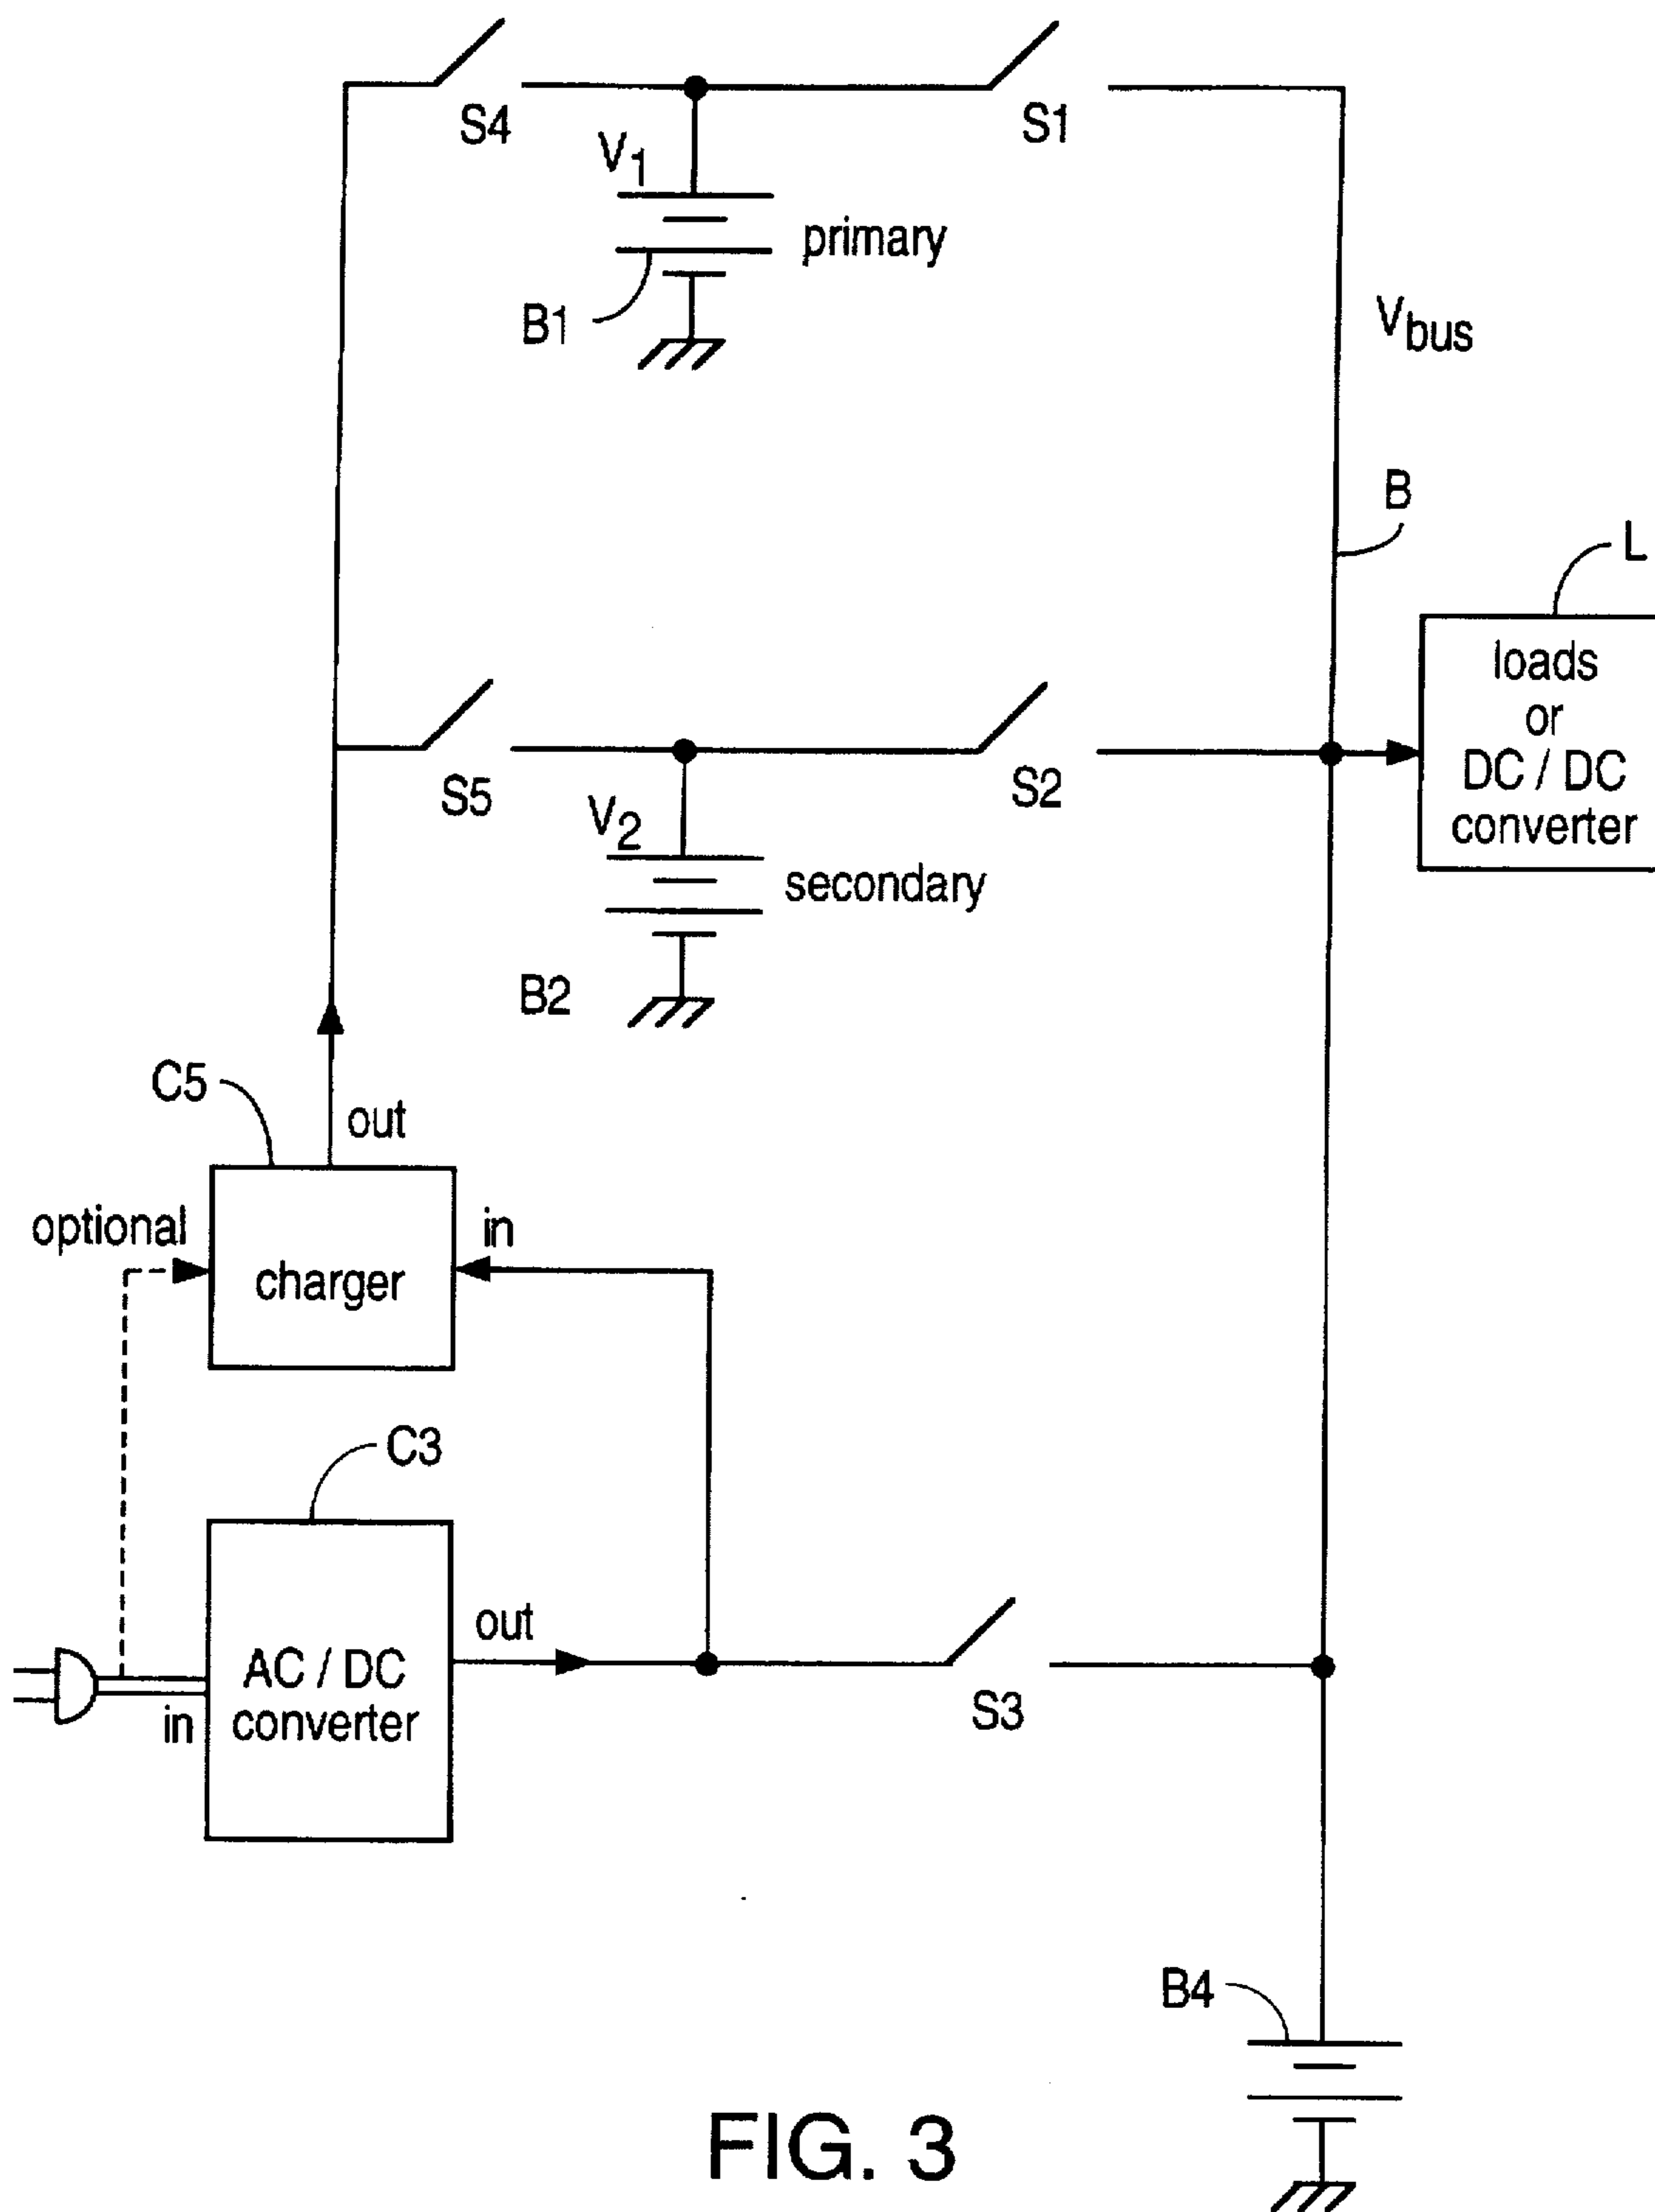 S4
S1
V1
primary
B1
Vbus
B
L
loads
or
DC / DC
converter
S5
S2
V2
secondary
B2
C5
out
optional
in
charger
C3
out
AC / DC
converter
in
S3
B4
FIG. 3